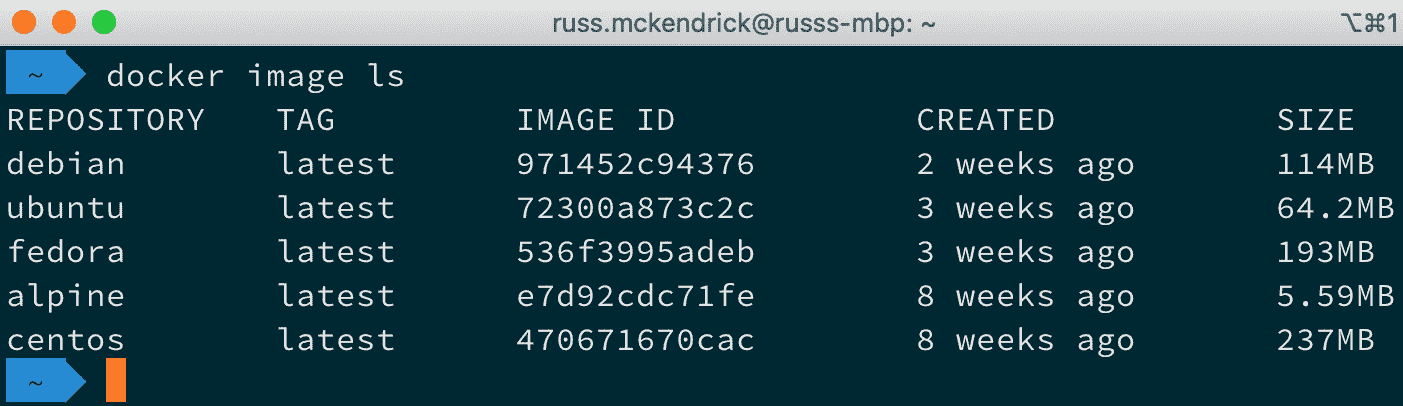 russ.mckendrick@russs-mbp: ~ ⌥⌘1
~ docker image ls
REPOSITORY TAG IMAGE ID CREATED SIZE
debian latest 971452c94376 2 weeks ago 114MB
ubuntu latest 72300a873c2c 3 weeks ago 64.2MB
fedora latest 536f3995adeb 3 weeks ago 193MB
alpine latest e7d92cdc71fe 8 weeks ago 5.59MB
centos latest 470671670cac 8 weeks ago 237MB
~